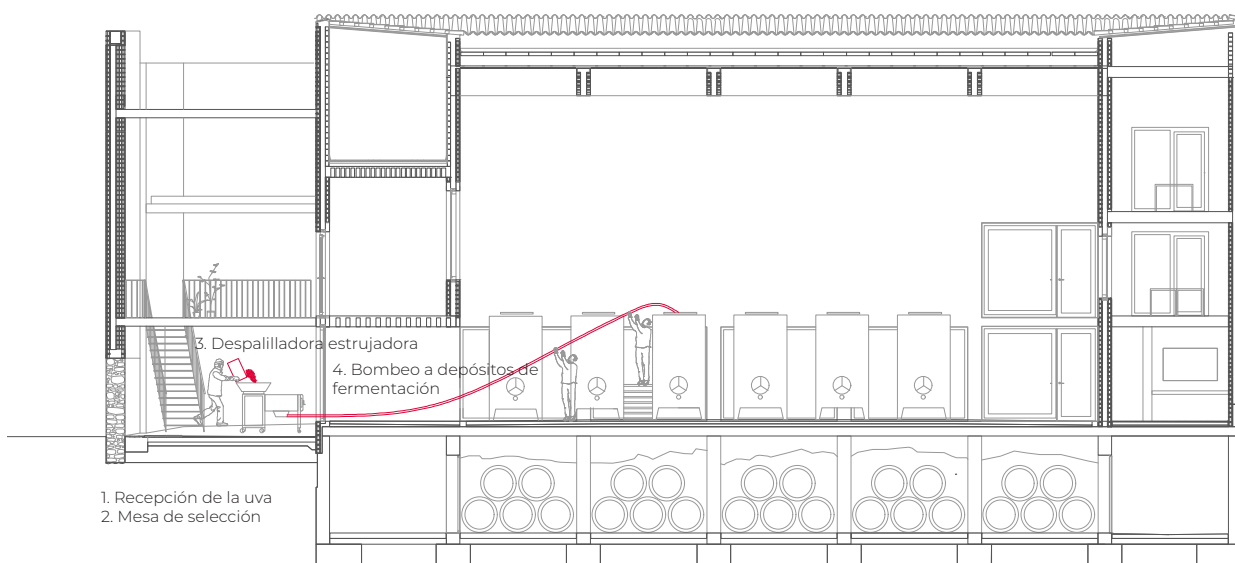 3. Despalilladora estrujadora
4. Bombeo a depósitos de
fermentación
1. Recepción de la uva
2. Mesa de selección